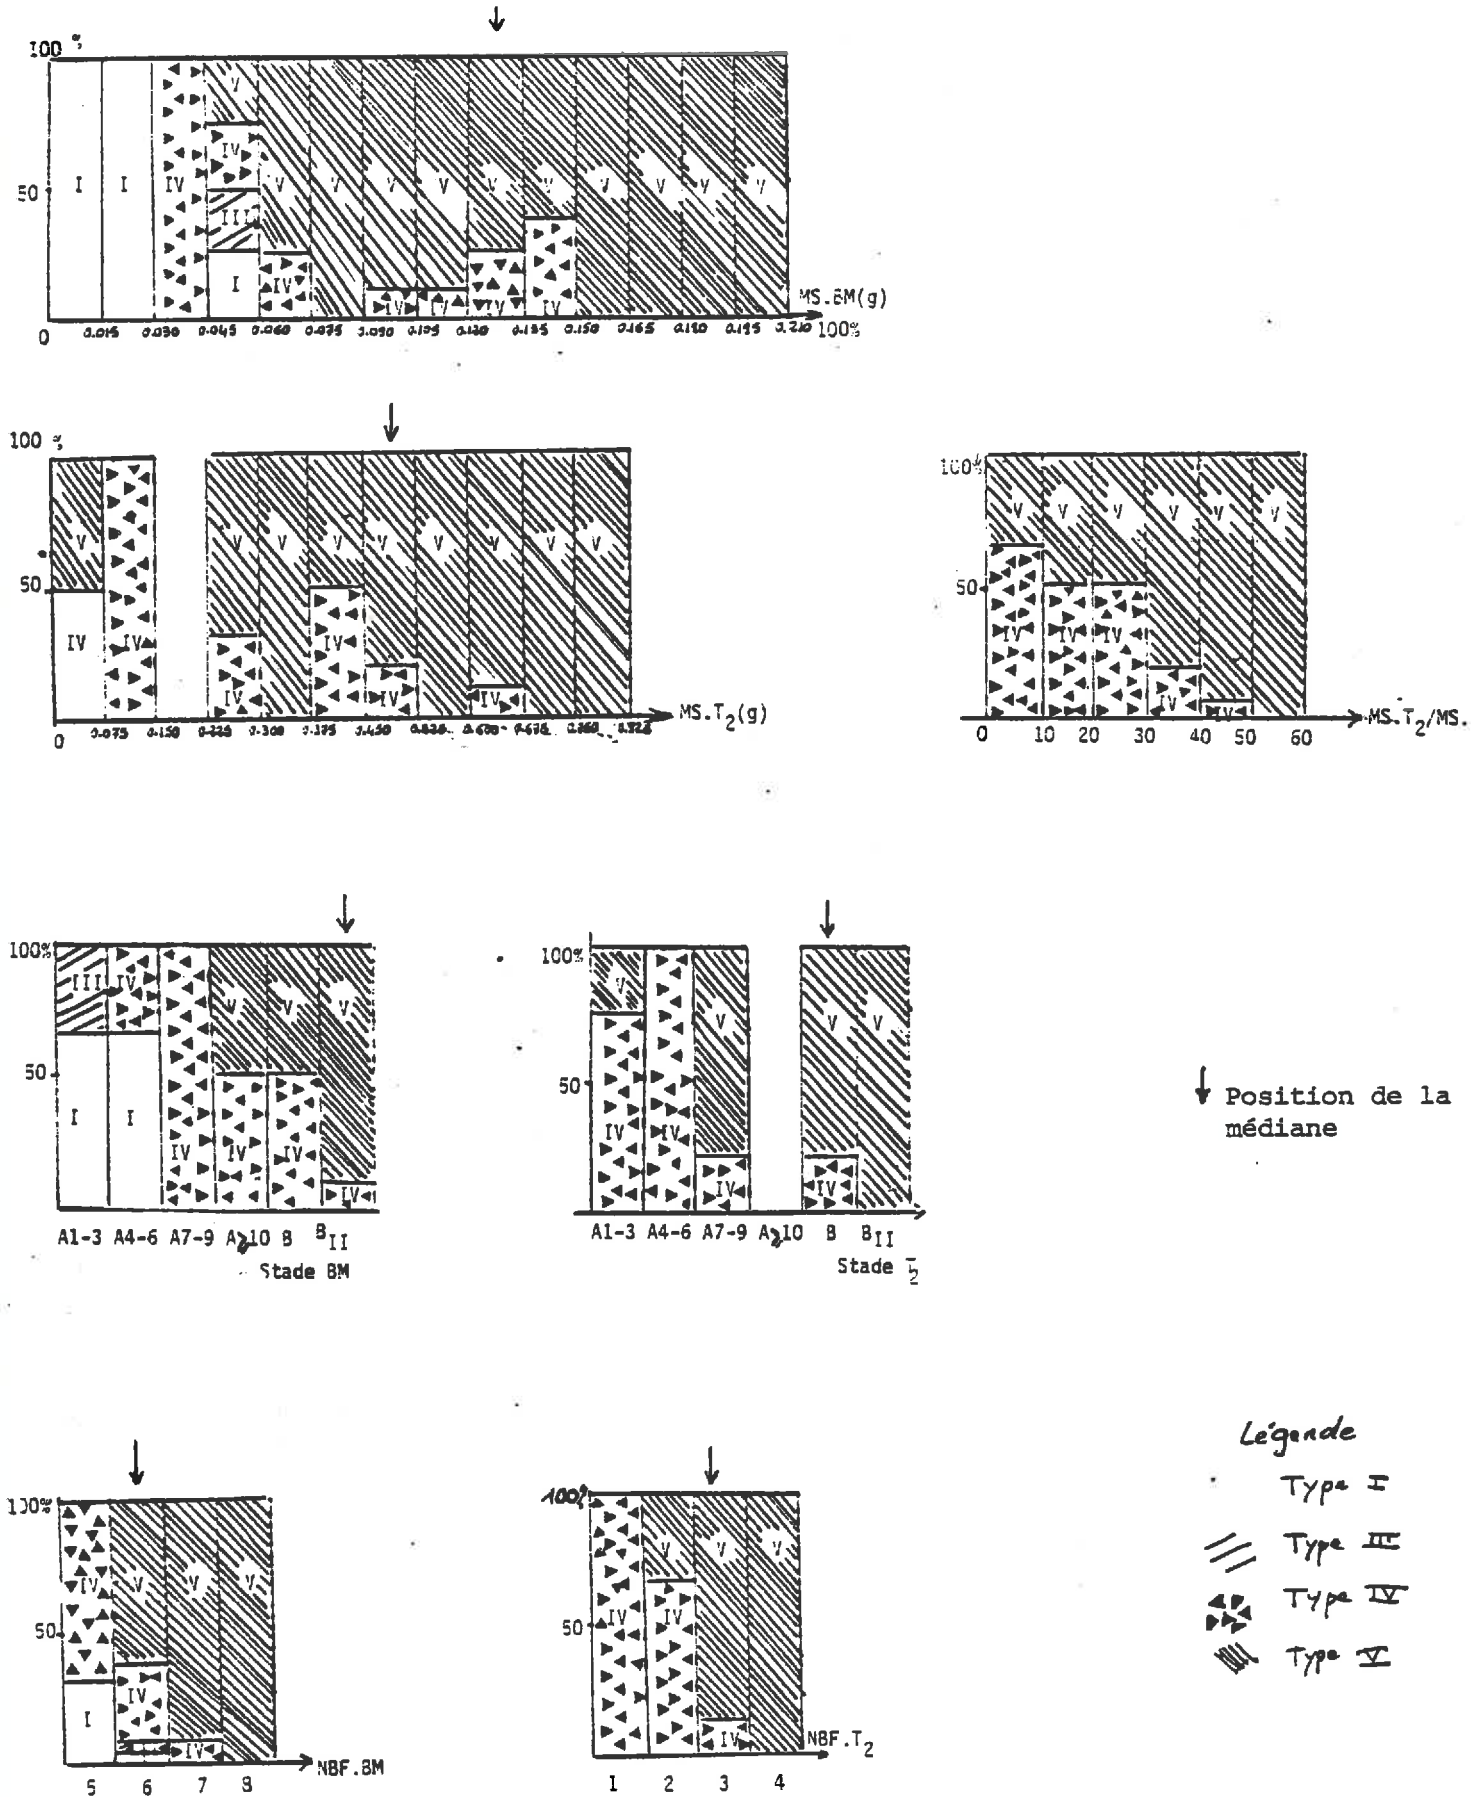 100 %
V
IV
50
I
I
IV
III
V
V
V
V
V
V
V
V
V
V
I
IV
IV
IV
IV
IV
MS.BM(g)
0
0.015
0.030
0.045
0.060
0.075
0.090
0.105
0.120
0.135
0.150
0.165
0.195
0.210
100%
100 %
V
V
V
V
V
V
V
V
V
50
IV
IV
IV
IV
IV
IV
MS.T2(g)
0
0.075
0.150
0.225
0.300
0.375
0.450
0.525
0.600
0.675
100%
V
V
V
V
V
V
50
IV
IV
IV
IV
IV
MS.T2/MS.
0 10 20 30 40 50 60
100%
III
IV
V
V
V
50
I
I
IV
IV
IV
IV
A1-3 A4-6 A7-9 A≥10 B BII
Stade BM
100%
V
V
V
V
50
IV
IV
IV
IV
A1-3 A4-6 A7-9 A≥10 B BII
Stade T2
Position de la
médiane
100%
IV
V
V
V
50
IV
I
IV
NBF.BM
5 6 7 8
100%
V
V
V
50
IV
IV
IV
NBF.T2
1 2 3 4
Légende
Type I
Type III
Type IV
Type V